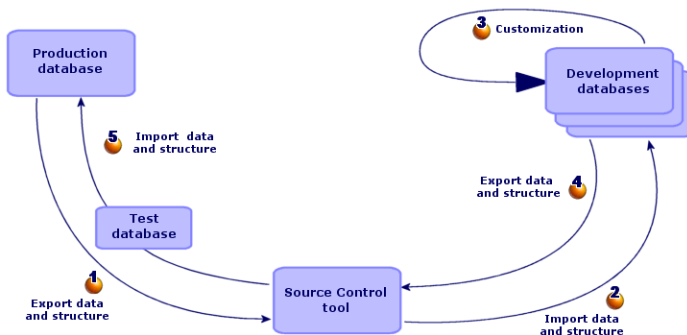 3
Customization
Production
database
Development
databases
5
Import data
and structure
4
Export data
and structure
Test
database
1
Export data
and structure
Source Control
tool
2
Import data
and structure